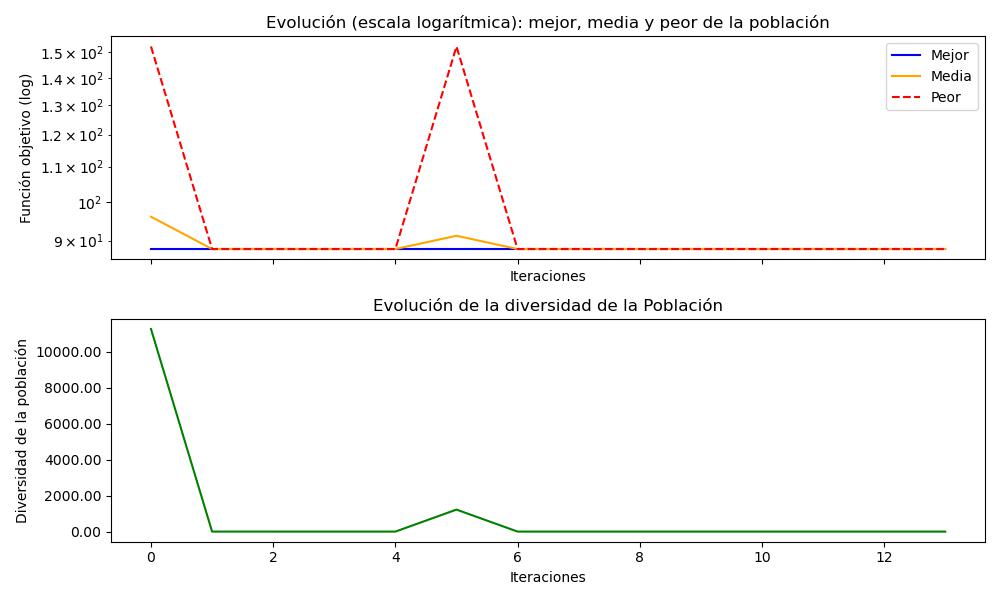 Evolución (escala logarítmica): mejor, media y peor de la población
Función objetivo (log)
1.5 × 10²
1.4 × 10²
1.3 × 10²
1.2 × 10²
1.1 × 10²
10²
9 × 10¹
Mejor
Media
Peor
Iteraciones
Evolución de la diversidad de la Población
Diversidad de la población
10000.00
8000.00
6000.00
4000.00
2000.00
0.00
0 2 4 6 8 10 12
Iteraciones